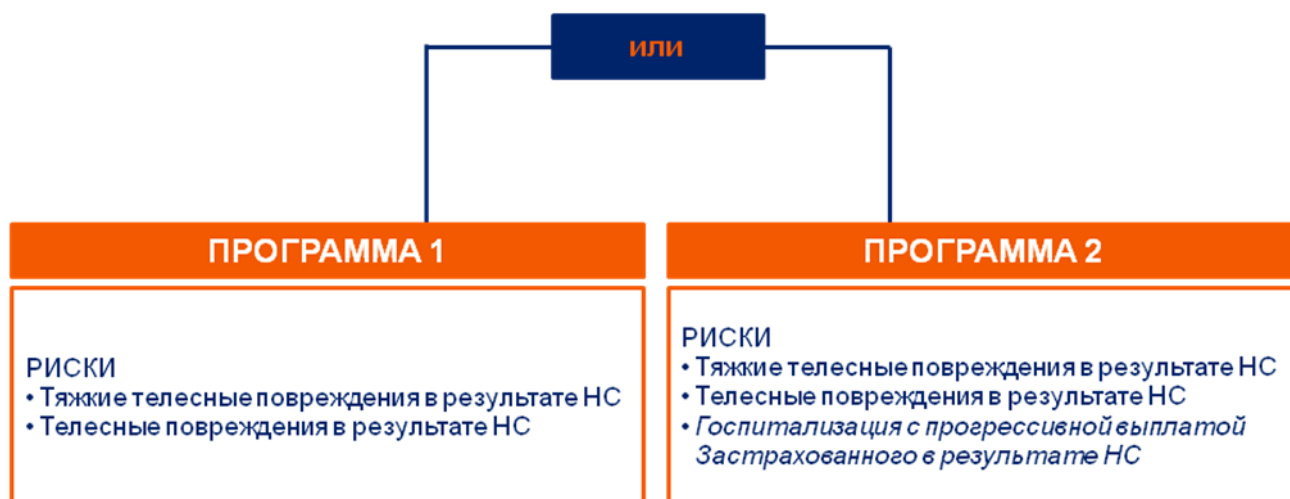 или
ПРОГРАММА 1
РИСКИ
• Тяжкие телесные повреждения в результате НС
• Телесные повреждения в результате НС
ПРОГРАММА 2
РИСКИ
• Тяжкие телесные повреждения в результате НС
• Телесные повреждения в результате НС
• Госпитализация с прогрессивной выплатой
Застрахованного в результате НС